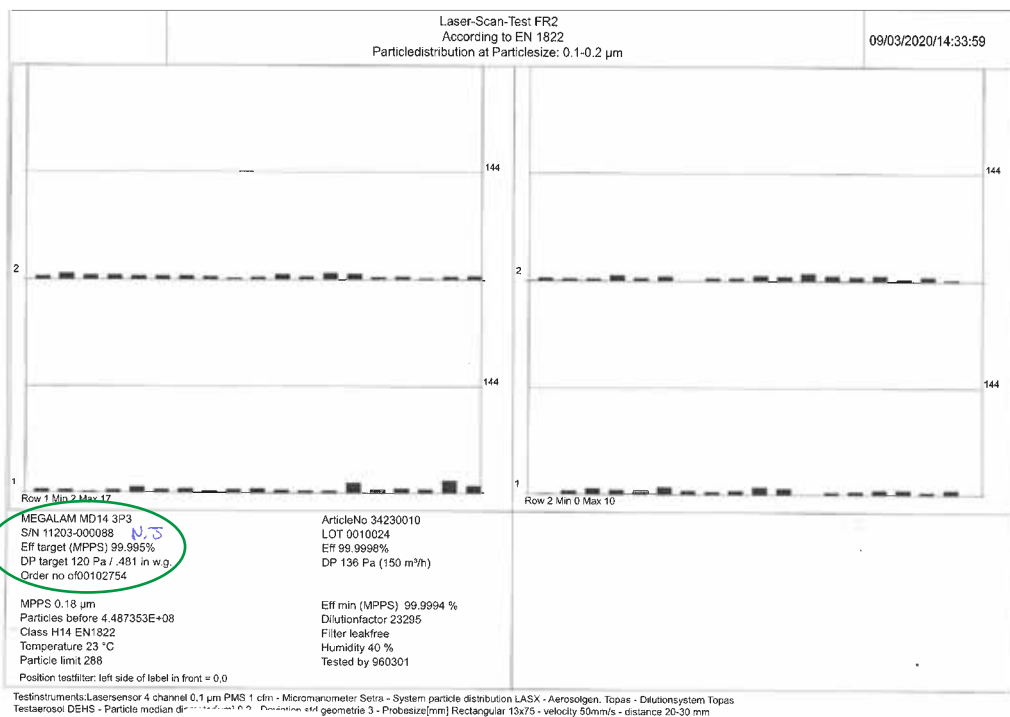 Laser-Scan-Test FR2
According to EN 1822
Particledistribution at Particlesize: 0.1-0.2 µm
09/03/2020/14:33:59
144
144
2
2
144
144
1
1
Row 1 Min 2 Max 17
Row 2 Min 0 Max 10
MEGALAM MD14 3P3
S/N 11203-000088 N.J
Eff target (MPPS) 99.995%
DP target 120 Pa / .481 in w.g.
Order no of00102754
ArticleNo 34230010
LOT 0010024
Eff 99.9998%
DP 136 Pa (150 m³/h)
MPPS 0.18 µm
Particles before 4.487353E+08
Class H14 EN1822
Temperature 23 °C
Particle limit 288
Eff min (MPPS) 99.9994 %
Dilutionfactor 23295
Filter leakfree
Humidity 40 %
Tested by 960301
Position testfilter: left side of label in front = 0,0
Testinstruments:Lasersensor 4 channel 0.1 µm PMS 1 cfm - Micromanometer Setra - System particle distribution LASX - Aerosolgen. Topas - Dilutionsystem Topas
Testaerosol DEHS - Particle median geometrie 3 - Probesize[mm] Rectangular 13x75 - velocity 50mm/s - distance 20-30 mm